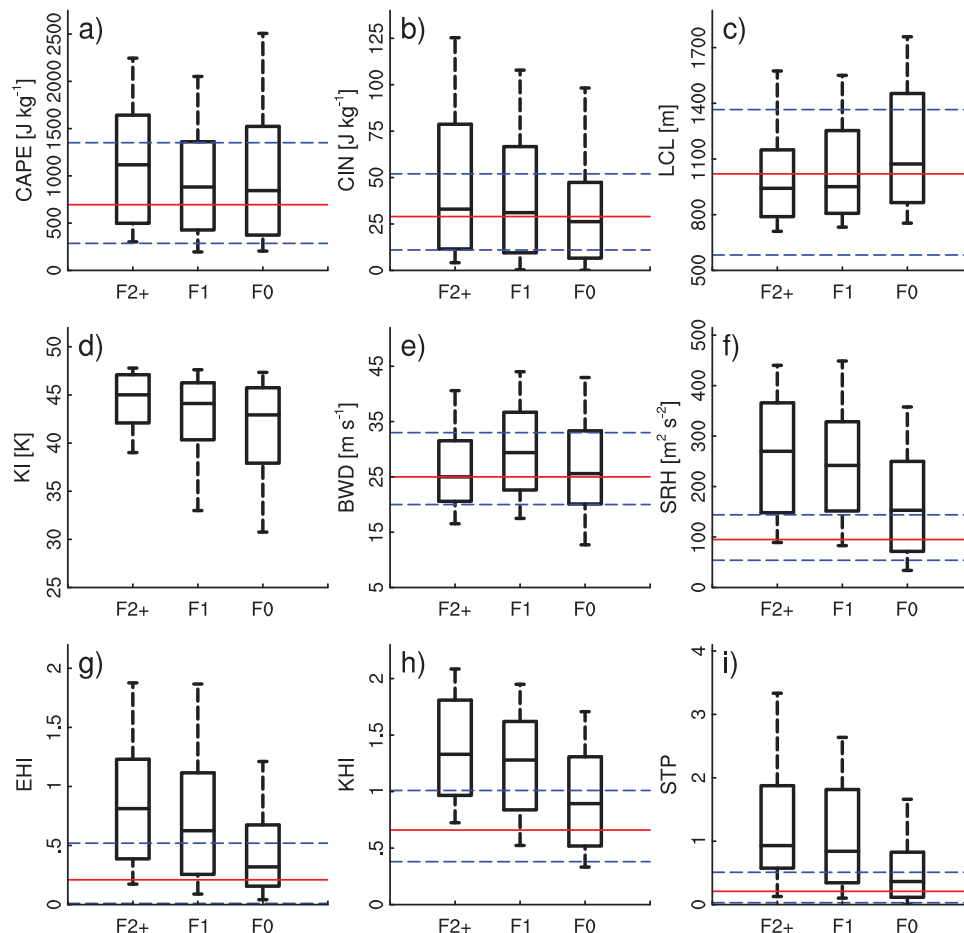 a)
CAPE [J kg⁻¹]
0 500 1000 1500 2000 2500
F2+ F1 F0
b)
CIN [J kg⁻¹]
0 25 50 75 100 125
F2+ F1 F0
c)
LCL [m]
500 800 1100 1400 1700
F2+ F1 F0
d)
KI [K]
25 30 35 40 45 50
F2+ F1 F0
e)
BWD [m s⁻¹]
5 15 25 35 45
F2+ F1 F0
f)
SRH [m² s⁻²]
0 100 200 300 400 500
F2+ F1 F0
g)
EHI
0 .5 1 1.5 2
F2+ F1 F0
h)
KHI
0 .5 1 1.5 2
F2+ F1 F0
i)
STP
0 1 2 3 4
F2+ F1 F0